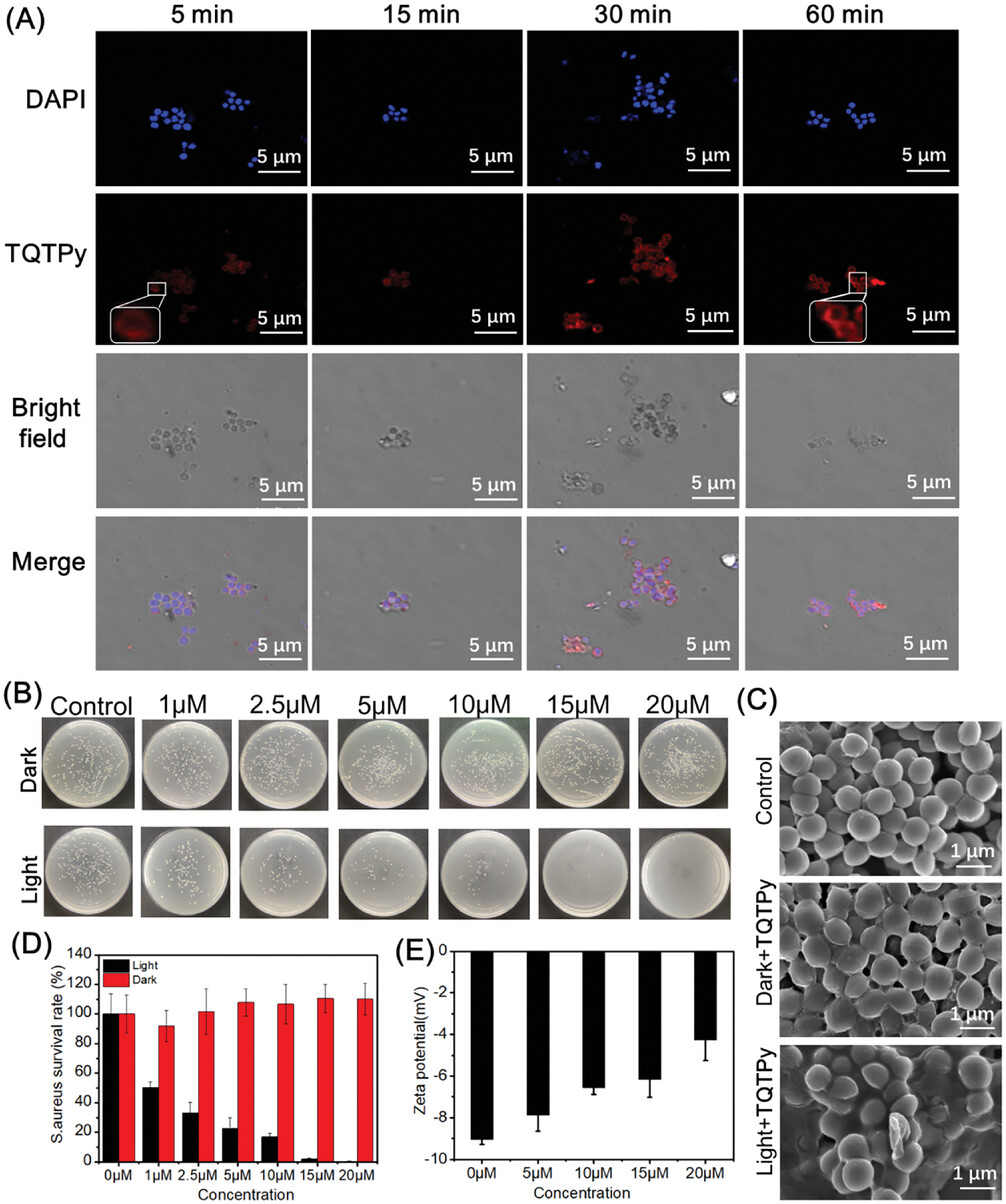 (A)
5 min 15 min 30 min 60 min
DAPI
5 μm 5 μm 5 μm 5 μm
TQTPy
5 μm 5 μm 5 μm 5 μm
Bright
field
5 μm 5 μm 5 μm 5 μm
Merge
5 μm 5 μm 5 μm 5 μm
(B)
Control 1μM 2.5μM 5μM 10μM 15μM 20μM
Dark
Light
(C)
Control
1 μm
Dark+TQTPy
1 μm
Light+TQTPy
1 μm
(D)
S.aureus survival rate (%)
140
120
100
80
60
40
20
0
Light
Dark
0μM 1μM 2.5μM 5μM 10μM 15μM 20μM
Concentration
(E)
Zeta potential(mV)
0
-2
-4
-6
-8
-10
0μM 5μM 10μM 15μM 20μM
Concentration